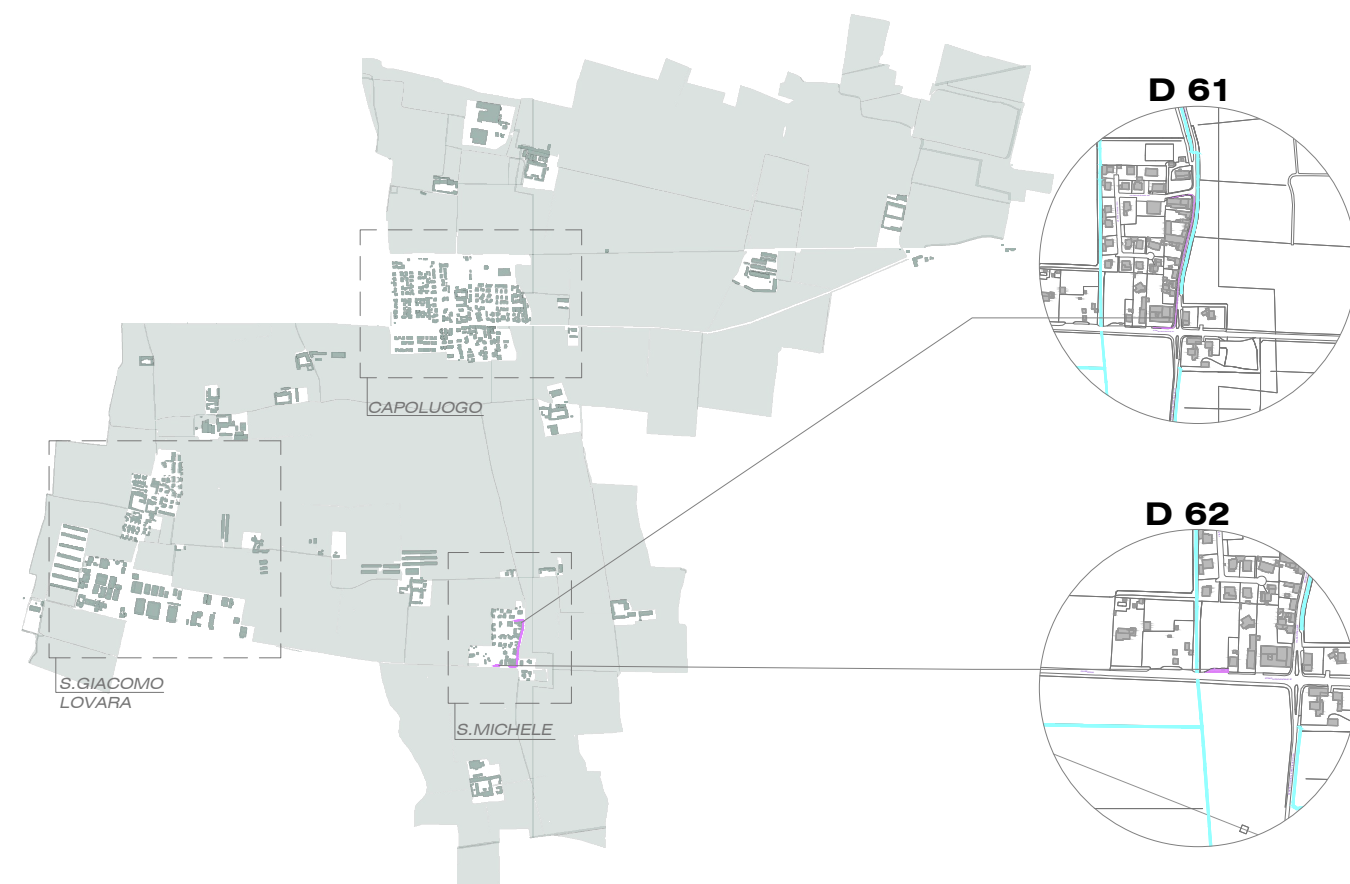 D 61
CAPOLUOGO
D 62
S.GIACOMO
LOVARA
S.MICHELE